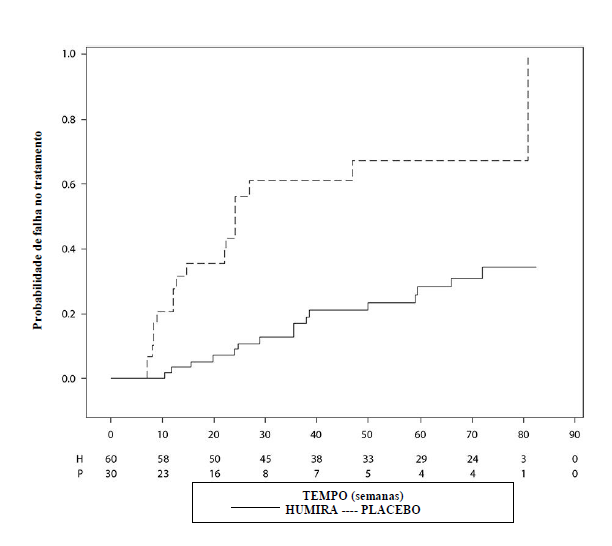 Probabilidade de falha no tratamento
1.0
0.8
0.6
0.4
0.2
0.0
0 10 20 30 40 50 60 70 80 90
H 60 58 50 45 38 33 29 24 3 0
P 30 23 16 8 7 5 4 4 1 0
TEMPO (semanas)
HUMIRA ---- PLACEBO